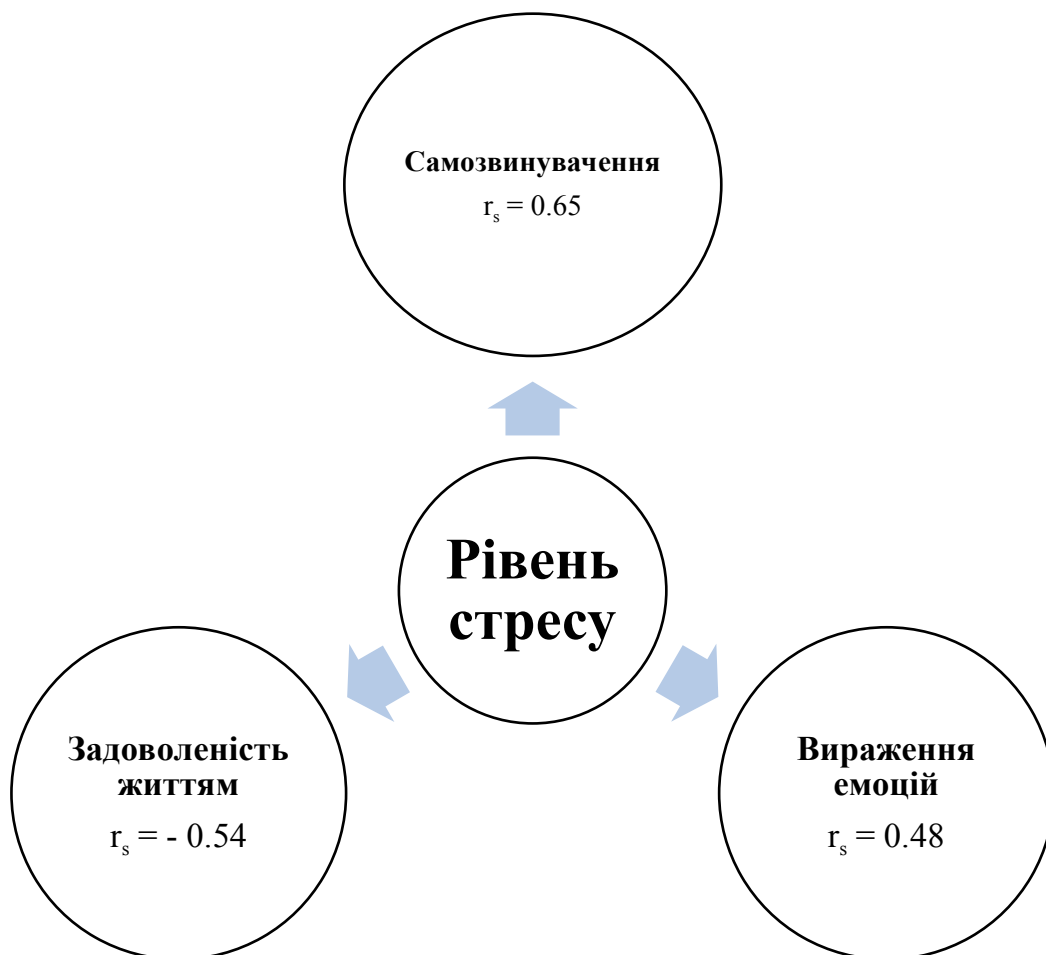 Самозвинувачення
rₛ = 0.65
Рівень
стресу
Задоволеність
життям
rₛ = - 0.54
Вираження
емоцій
rₛ = 0.48